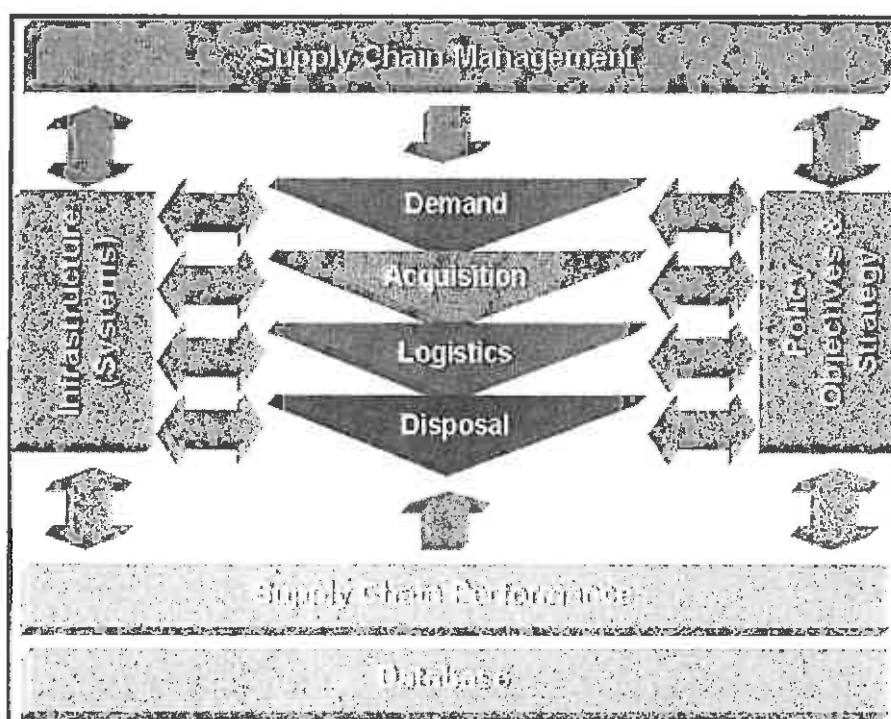 Supply Chain Management
Demand
Acquisition
Logistics
Disposal
Infrastructure
(Systems)
Policy
Objectives &
Strategy
Supply Chain Performance
Database